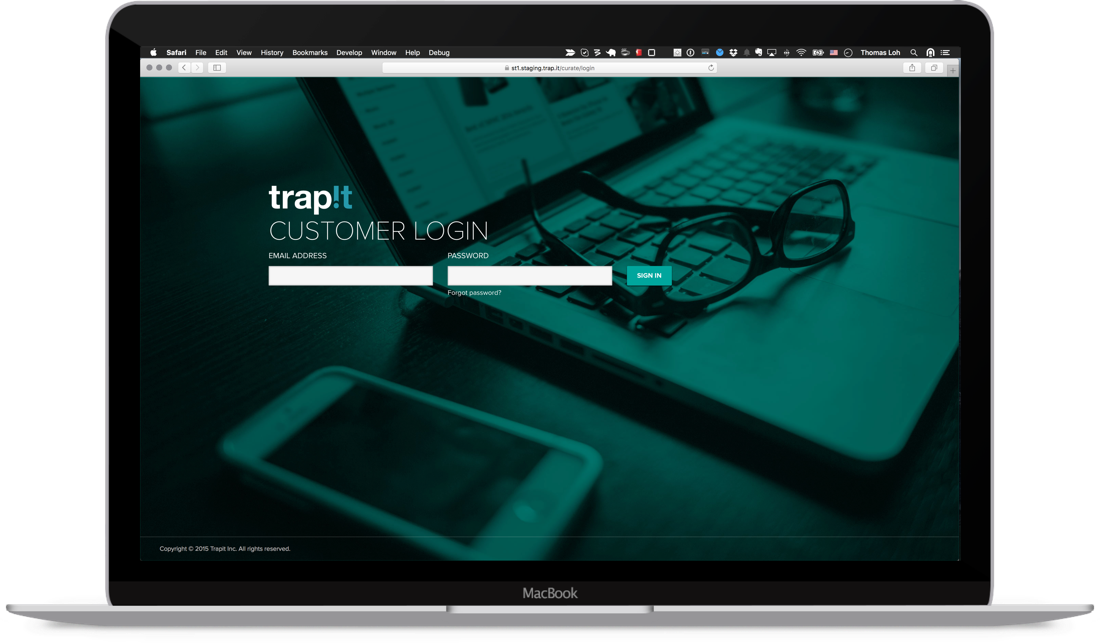 Safari File Edit View History Bookmarks Develop Window Help Debug Thomas Loh
st1.staging.trap.it/curate/login
trap!t
CUSTOMER LOGIN
EMAIL ADDRESS PASSWORD
SIGN IN
Forgot password?
Copyright © 2015 Trapit Inc. All rights reserved.
MacBook